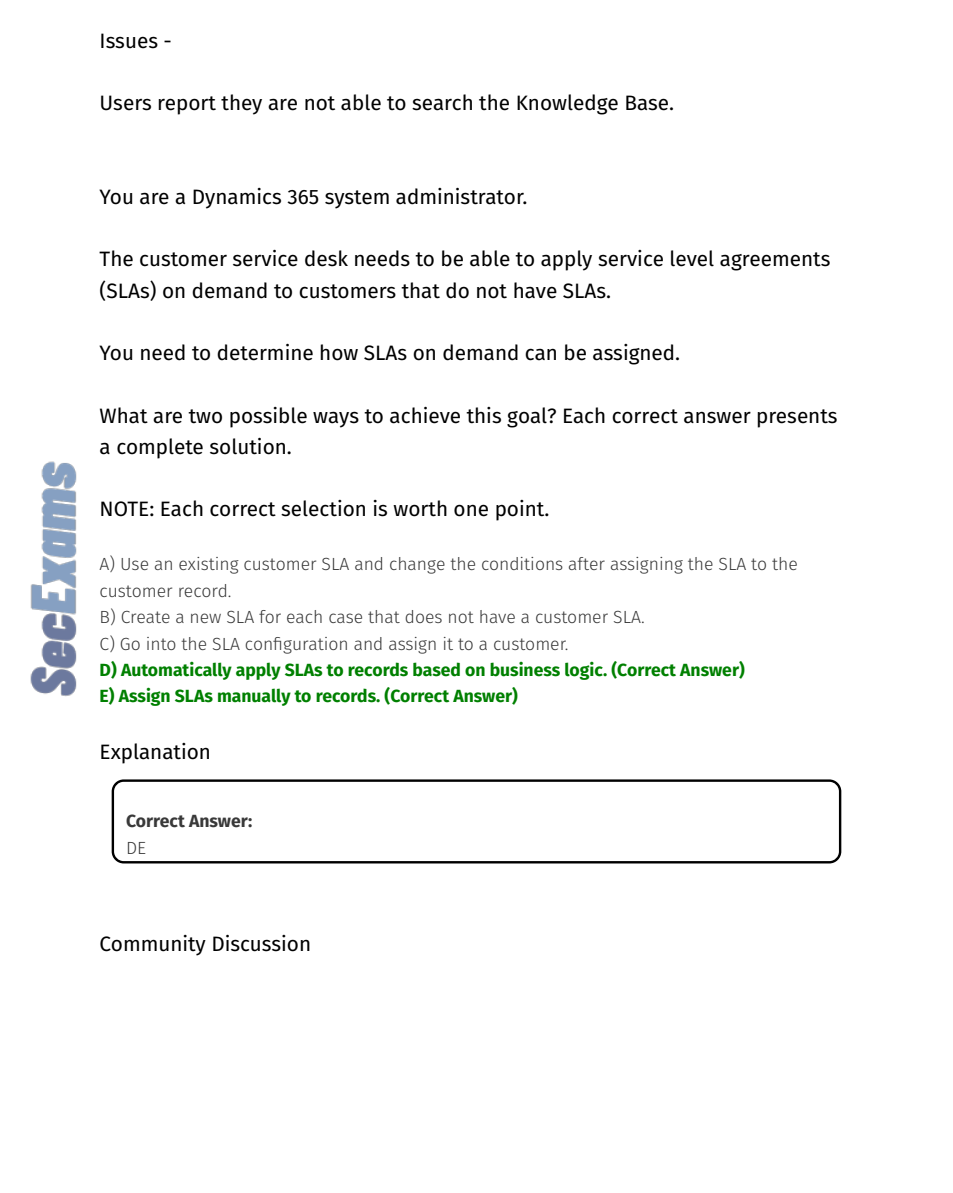 Issues -
Users report they are not able to search the Knowledge Base.
You are a Dynamics 365 system administrator.
The customer service desk needs to be able to apply service level agreements
(SLAs) on demand to customers that do not have SLAs.
You need to determine how SLAs on demand can be assigned.
What are two possible ways to achieve this goal? Each correct answer presents
a complete solution.
NOTE: Each correct selection is worth one point.
A) Use an existing customer SLA and change the conditions after assigning the SLA to the
customer record.
B) Create a new SLA for each case that does not have a customer SLA.
C) Go into the SLA configuration and assign it to a customer.
D) Automatically apply SLAs to records based on business logic. (Correct Answer)
E) Assign SLAs manually to records. (Correct Answer)
Explanation
Correct Answer:
DE
Community Discussion
SecExams